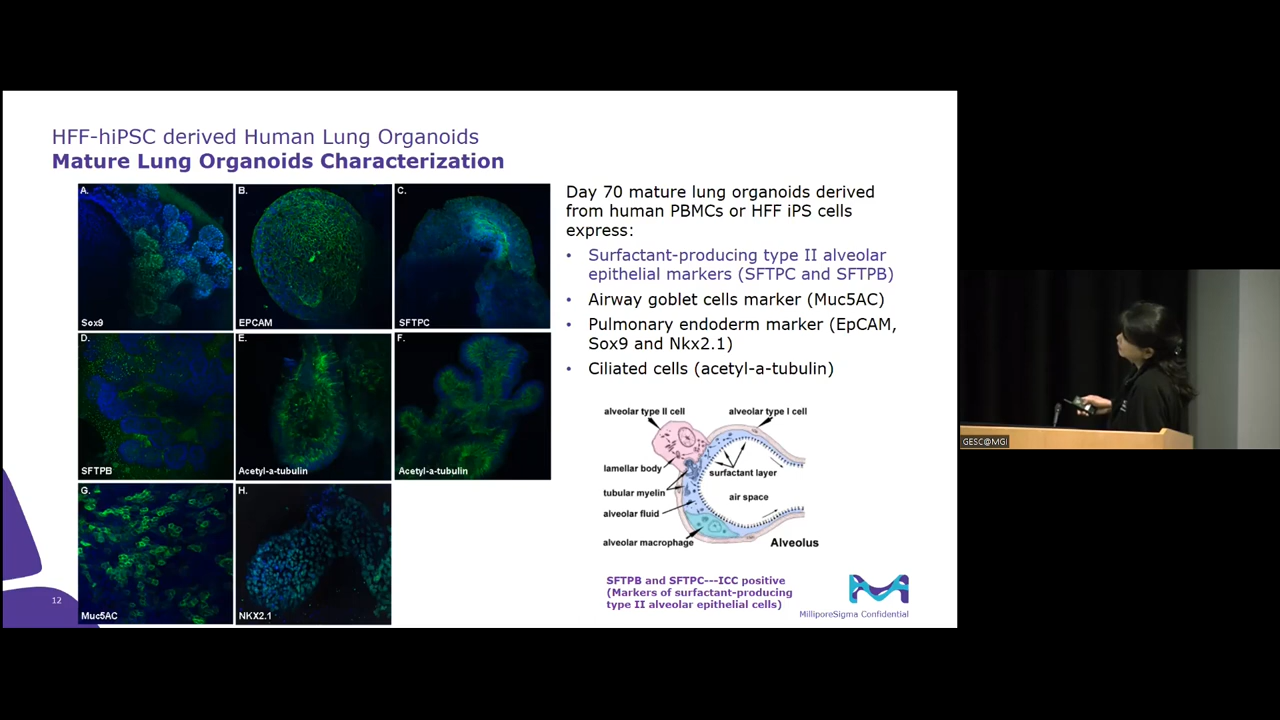 HFF-hiPSC derived Human Lung Organoids
Mature Lung Organoids Characterization
A.
Sox9
B.
EPCAM
C.
SFTPC
D.
SFTPB
E.
Acetyl-a-tubulin
F.
Acetyl-a-tubulin
G.
Muc5AC
H.
NKX2.1
Day 70 mature lung organoids derived
from human PBMCs or HFF iPS cells
express:
• Surfactant-producing type II alveolar
epithelial markers (SFTPC and SFTPB)
• Airway goblet cells marker (Muc5AC)
• Pulmonary endoderm marker (EpCAM,
Sox9 and Nkx2.1)
• Ciliated cells (acetyl-a-tubulin)
alveolar type II cell
alveolar type I cell
lamellar body
surfactant layer
tubular myelin
air space
alveolar fluid
alveolar macrophage
Alveolus
SFTPB and SFTPC---ICC positive
(Markers of surfactant-producing
type II alveolar epithelial cells)
MilliporeSigma Confidential
12
GESC@MGI